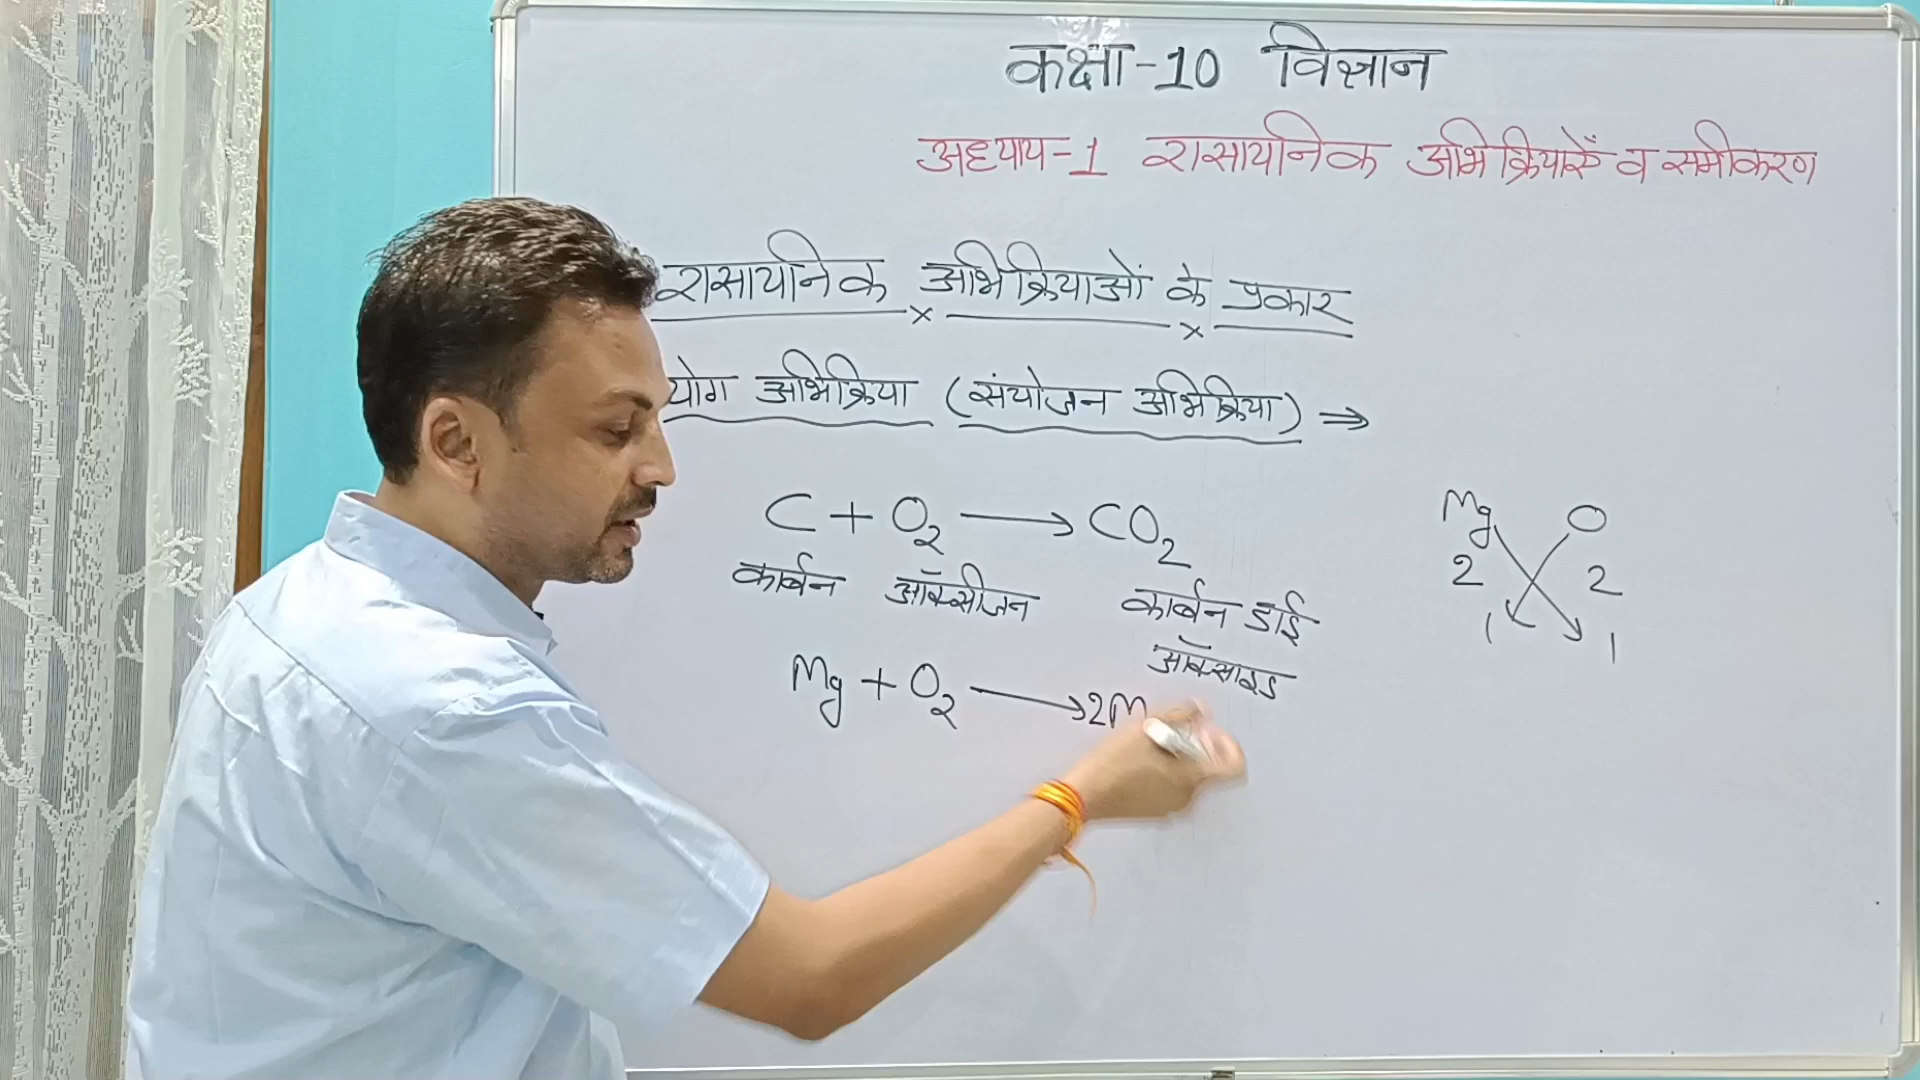 कक्षा-10 विज्ञान
अध्याय-1 रासायनिक अभिक्रियाएँ व समीकरण
रासायनिक अभिक्रियाओं के प्रकार
योग अभिक्रिया (संयोजन अभिक्रिया) ⇒
C + O₂ ⟶ CO₂
कार्बन ऑक्सीजन कार्बन डाई
ऑक्साइड
Mg + O₂ ⟶ 2M
Mg O
2 2
1 1